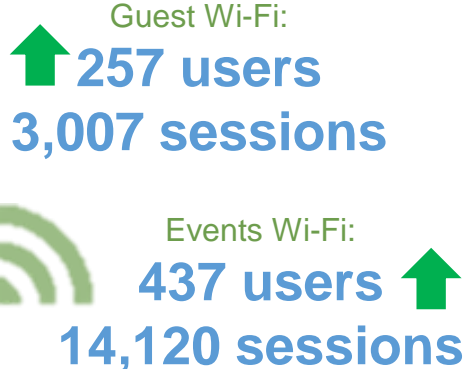 Guest Wi-Fi:
257 users
3,007 sessions
Events Wi-Fi:
437 users
14,120 sessions